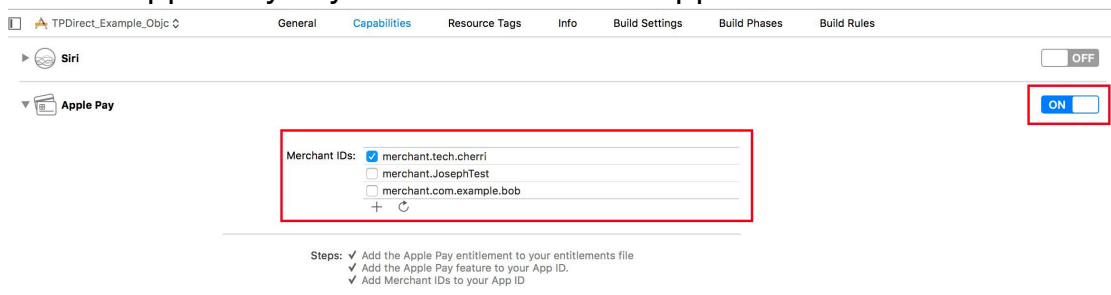 TPDirect_Example_Objc General Capabilities Resource Tags Info Build Settings Build Phases Build Rules
Siri OFF
Apple Pay ON
Merchant IDs: merchant.tech.cherri
merchant.JosephTest
merchant.com.example.bob
Steps: ✓ Add the Apple Pay entitlement to your entitlements file
✓ Add the Apple Pay feature to your App ID.
✓ Add Merchant IDs to your App ID